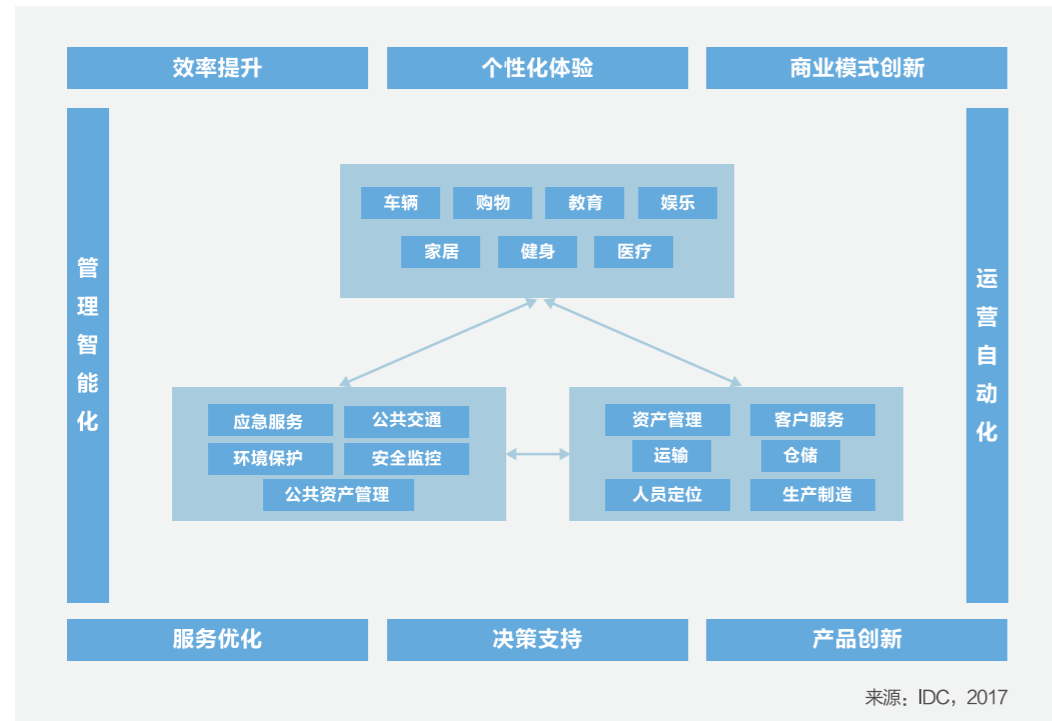 效率提升
个性化体验
商业模式创新
管理智能化
车辆
购物
教育
娱乐
家居
健身
医疗
运营自动化
应急服务
公共交通
环境保护
安全监控
公共资产管理
资产管理
客户服务
运输
仓储
人员定位
生产制造
服务优化
决策支持
产品创新
来源：IDC，2017